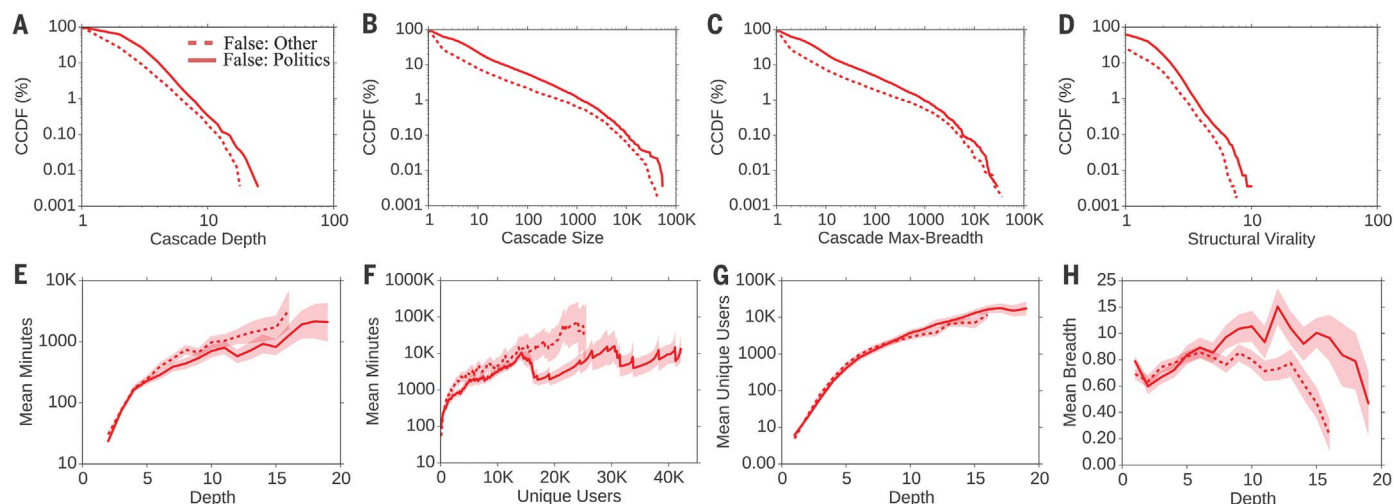 A
CCDF (%)
100
100
10
1
0.10
0.01
0.001
1
10
100
Cascade Depth
False: Other
False: Politics
B
CCDF (%)
100
10
1
0.10
0.01
0.001
1
10
100
1000
10K
100K
Cascade Size
C
CCDF (%)
100
10
1
0.10
0.01
0.001
1
10
100
1000
10K
100K
Cascade Max-Breadth
D
CCDF (%)
100
100
10
1
0.10
0.01
0.001
1
10
100
Structural Virality
E
Mean Minutes
10K
1000
100
10
0
5
10
15
20
Depth
F
Mean Minutes
1000K
100K
10K
1000
100
10
0
10K
20K
30K
40K
Unique Users
G
Mean Unique Users
100K
10K
1000
100
10
0.00
0
5
10
15
20
Depth
H
Mean Breadth
25
15
10
0.80
0.60
0.40
0.20
0.00
0
5
10
15
20
Depth